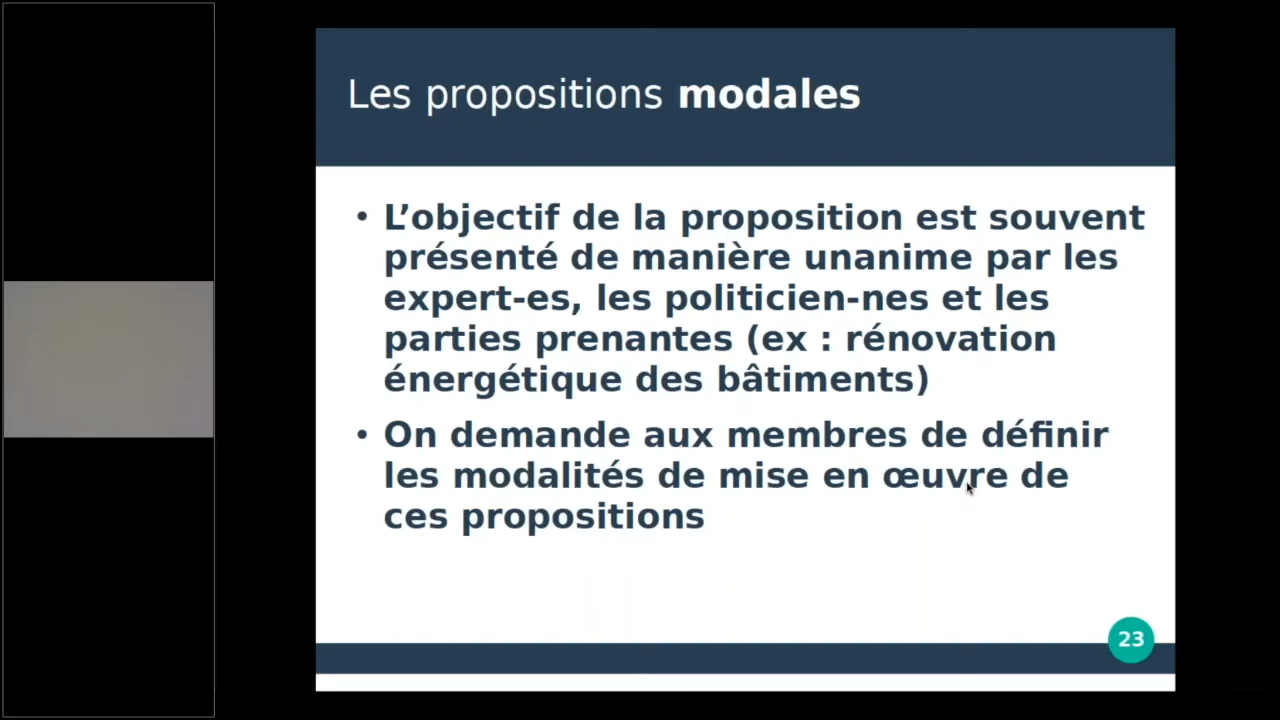 Les propositions modales
• L’objectif de la proposition est souvent
présenté de manière unanime par les
expert-es, les politicien-nes et les
parties prenantes (ex : rénovation
énergétique des bâtiments)
• On demande aux membres de définir
les modalités de mise en œuvre de
ces propositions
23